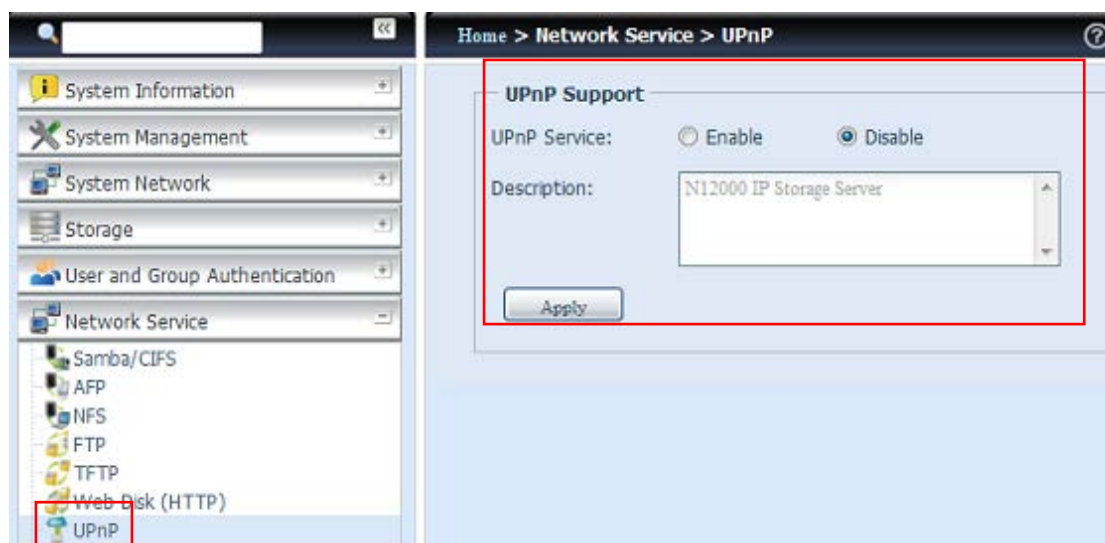 Home > Network Service > UPnP
System Information
System Management
System Network
Storage
User and Group Authentication
Network Service
Samba/CIFS
AFP
NFS
FTP
TFTP
Web Disk (HTTP)
UPnP
UPnP Support
UPnP Service: Enable Disable
Description: N12000 IP Storage Server
Apply